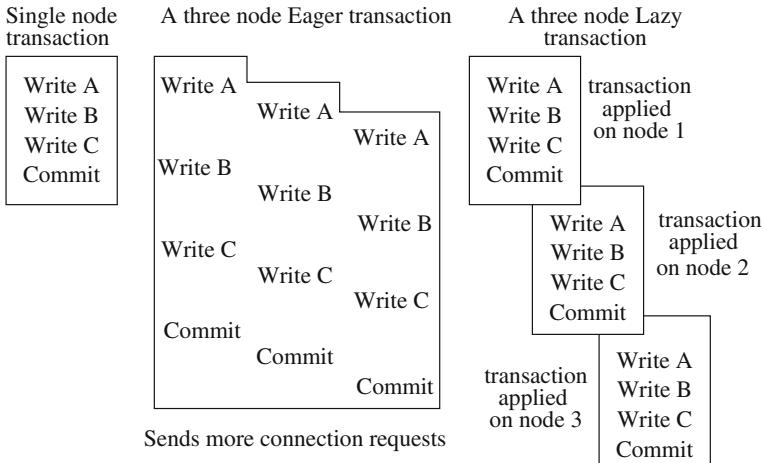 Single node
transaction
Write A
Write B
Write C
Commit
A three node Eager transaction
Write A
Write A
Write A
Write B
Write B
Write B
Write C
Write C
Write C
Commit
Commit
Commit
Sends more connection requests
A three node Lazy
transaction
Write A
Write B
Write C
Commit
transaction
applied
on node 1
Write A
Write B
Write C
Commit
transaction
applied
on node 2
transaction
applied
on node 3
Write A
Write B
Write C
Commit